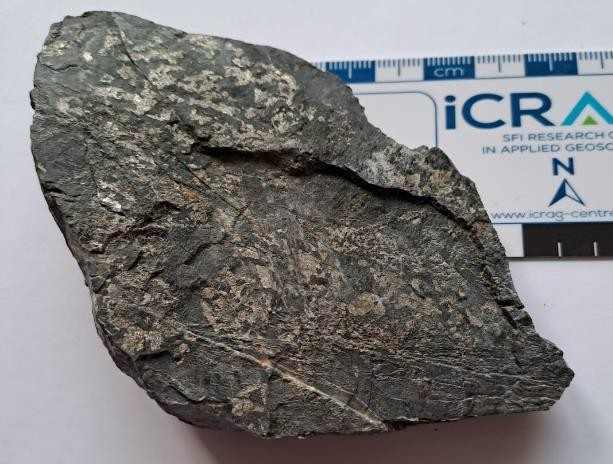 cm
iCRA
SFI RESEARCH
IN APPLIED GEOSC
N
www.icrag-centre